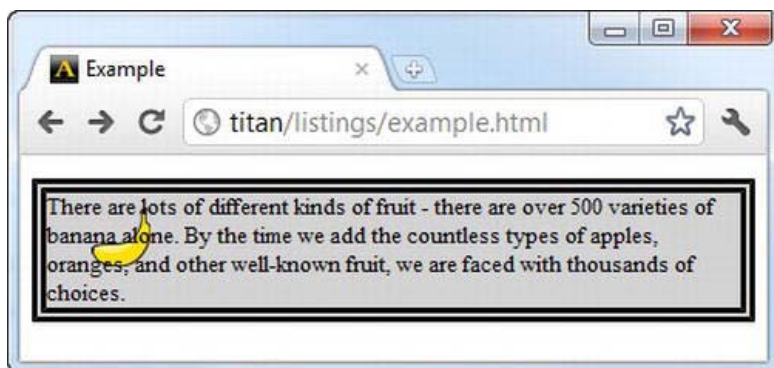 Example
titan/listings/example.html
There are lots of different kinds of fruit - there are over 500 varieties of
banana alone. By the time we add the countless types of apples,
oranges, and other well-known fruit, we are faced with thousands of
choices.